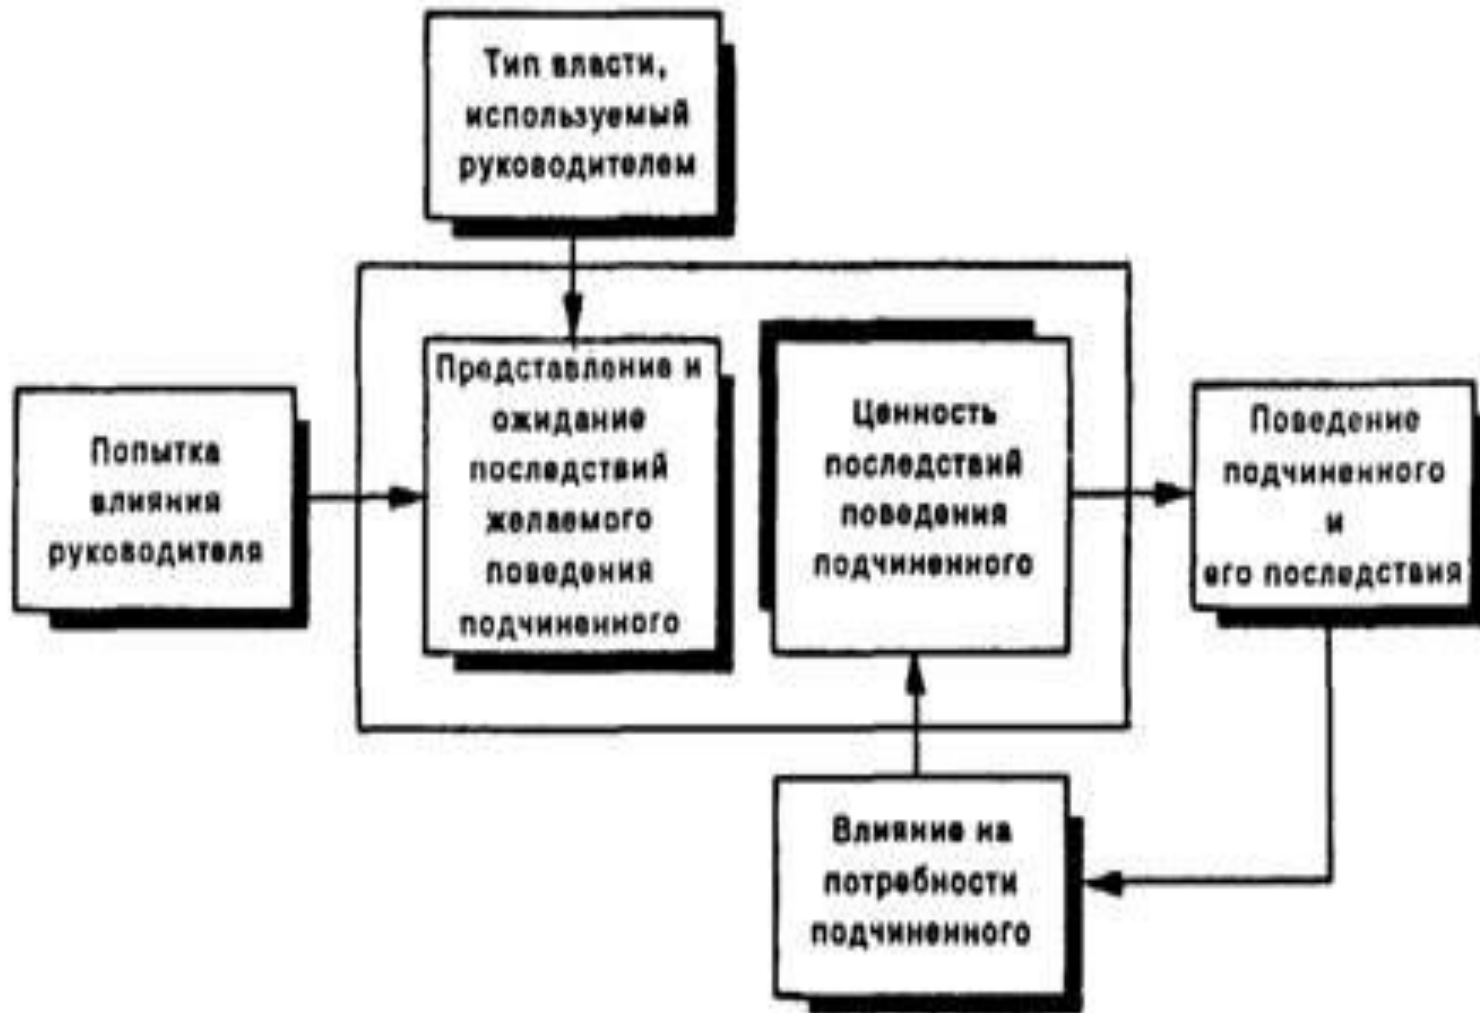 Тип власти,
используемый
руководителем
Попытка
влияния
руководителя
Представление и
ожидание
последствий
желаемого
поведения
подчиненного
Ценность
последствий
поведения
подчиненного
Поведение
подчиненного
и
его последствия
Влияние на
потребности
подчиненного